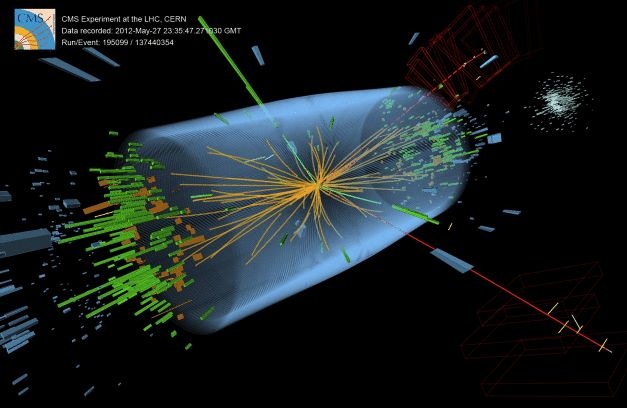 CMS
CMS Experiment at the LHC, CERN
Data recorded: 2012-May-27 23:35:47.271030 GMT
Run/Event: 195099 / 137440354